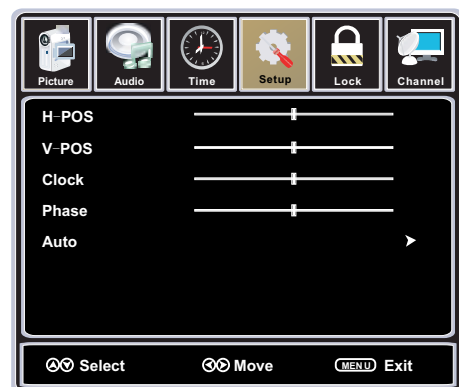 Picture Audio Time Setup Lock Channel
H-POS
V-POS
Clock
Phase
Auto
Select Move MENU Exit